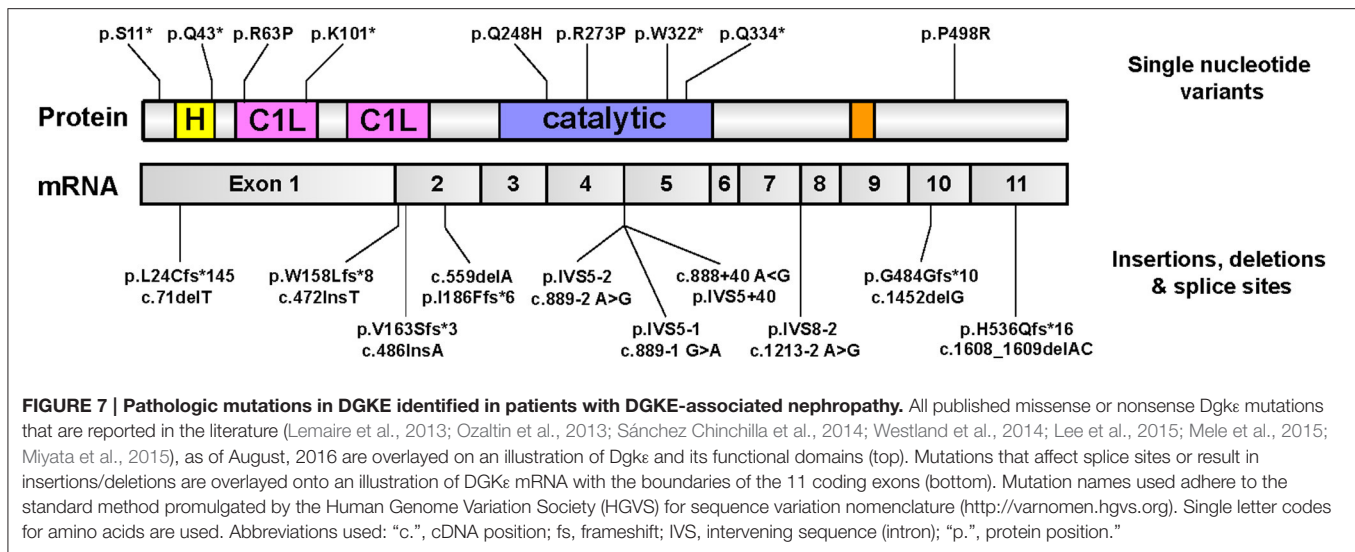 p.S11*
p.Q43*
p.R63P
p.K101*
p.Q248H
p.R273P
p.W322*
p.Q334*
p.P498R
Single nucleotide
variants
Protein
H
C1L
C1L
catalytic
mRNA
Exon 1
2
3
4
5
6
7
8
9
10
11
p.L24Cfs*145
c.71delT
p.W158Lfs*8
c.472InsT
c.559delA
p.I186Ffs*6
p.IVS5-2
c.889-2 A>G
c.888+40 A<G
p.IVS5+40
p.G484Gfs*10
c.1452delG
Insertions, deletions
& splice sites
p.V163Sfs*3
c.486InsA
p.IVS5-1
c.889-1 G>A
p.IVS8-2
c.1213-2 A>G
p.H536Qfs*16
c.1608_1609delAC
FIGURE 7 | Pathologic mutations in DGKE identified in patients with DGKE-associated nephropathy. All published missense or nonsense Dgkε mutations
that are reported in the literature (Lemaire et al., 2013; Ozaltin et al., 2013; Sánchez Chinchilla et al., 2014; Westland et al., 2014; Lee et al., 2015; Mele et al., 2015;
Miyata et al., 2015), as of August, 2016 are overlayed on an illustration of Dgkε and its functional domains (top). Mutations that affect splice sites or result in
insertions/deletions are overlayed onto an illustration of DGKε mRNA with the boundaries of the 11 coding exons (bottom). Mutation names used adhere to the
standard method promulgated by the Human Genome Variation Society (HGVS) for sequence variation nomenclature (http://varnomen.hgvs.org). Single letter codes
for amino acids are used. Abbreviations used: “c.”, cDNA position; fs, frameshift; IVS, intervening sequence (intron); “p.”, protein position.”